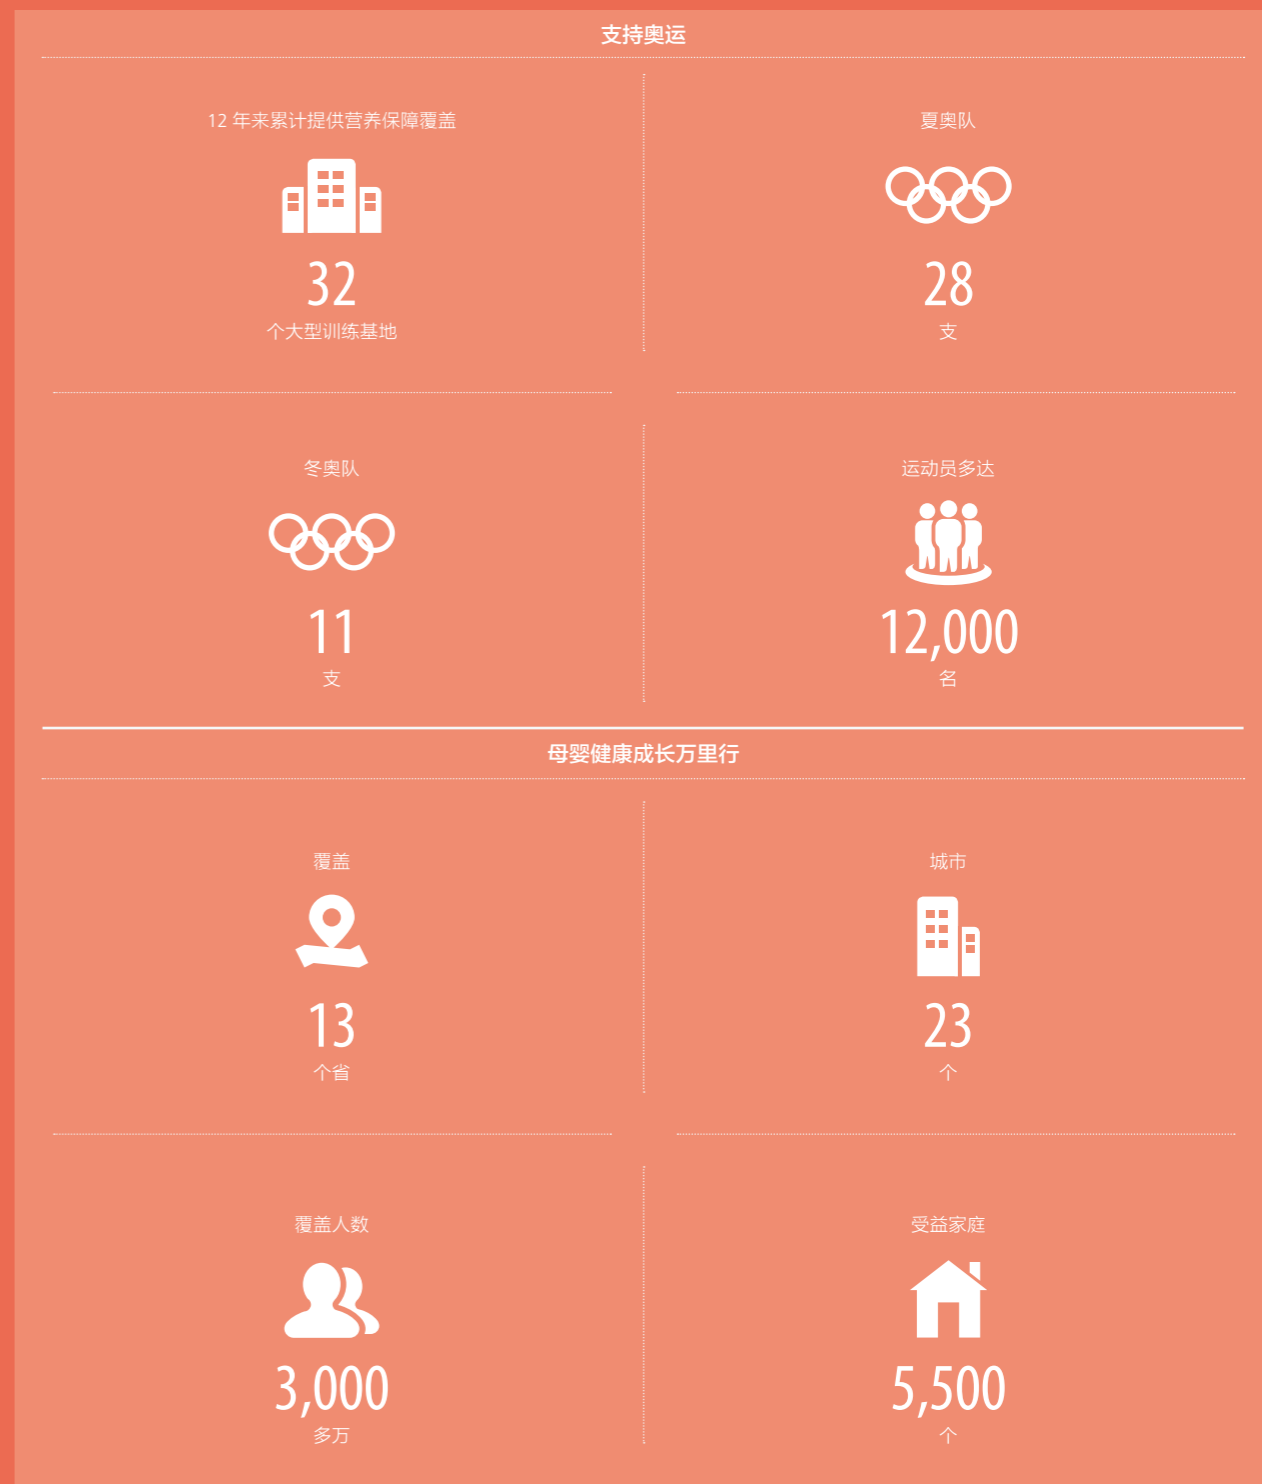 支持奥运
12 年来累计提供营养保障覆盖
32
个大型训练基地
夏奥队
28
支
冬奥队
11
支
运动员多达
12,000
名
母婴健康成长万里行
覆盖
13
个省
城市
23
个
覆盖人数
3,000
多万
受益家庭
5,500
个